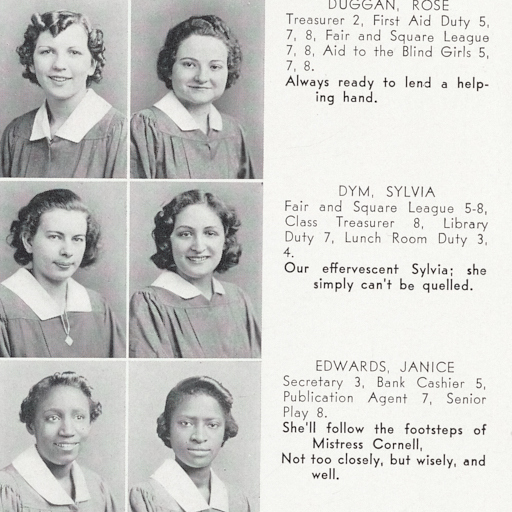 DUGGAN, ROSE
Treasurer 2, First Aid Duty 5,
7, 8, Fair and Square League
7, 8, Aid to the Blind Girls 5,
7, 8.
Always ready to lend a help-
ing hand.
DYM, SYLVIA
Fair and Square League 5-8,
Class Treasurer 8, Library
Duty 7, Lunch Room Duty 3,
4.
Our effervescent Sylvia; she
simply can't be quelled.
EDWARDS, JANICE
Secretary 3, Bank Cashier 5,
Publication Agent 7, Senior
Play 8.
She'll follow the footsteps of
Mistress Cornell,
Not too closely, but wisely, and
well.